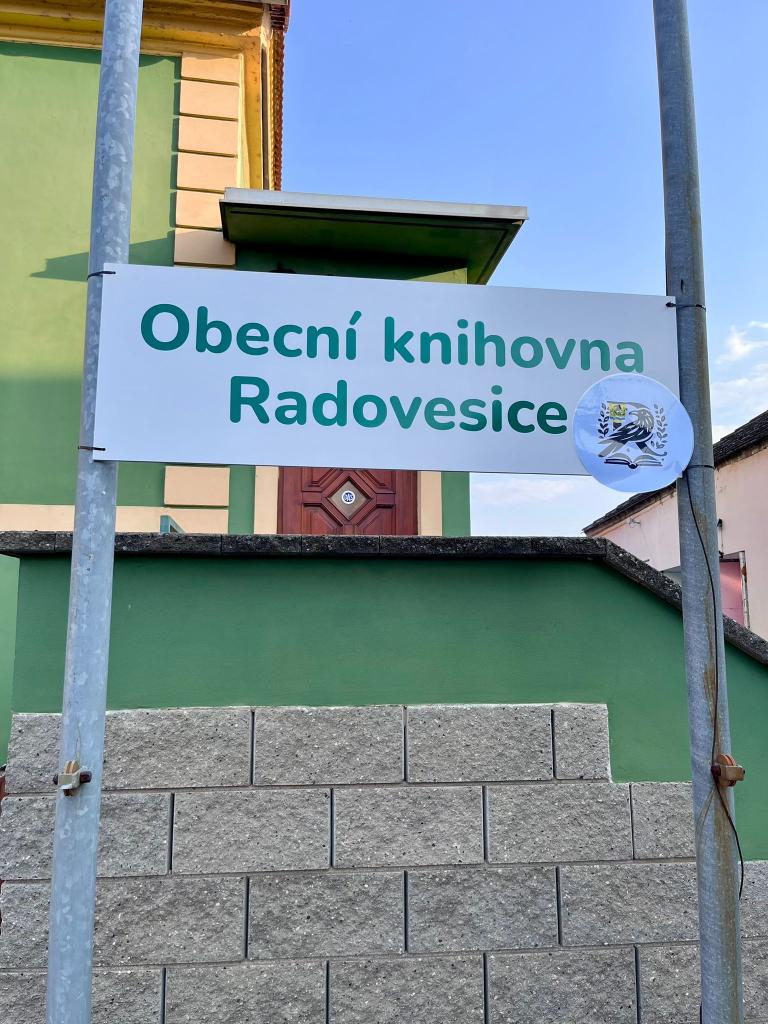 Obecní knihovna
Radovesice